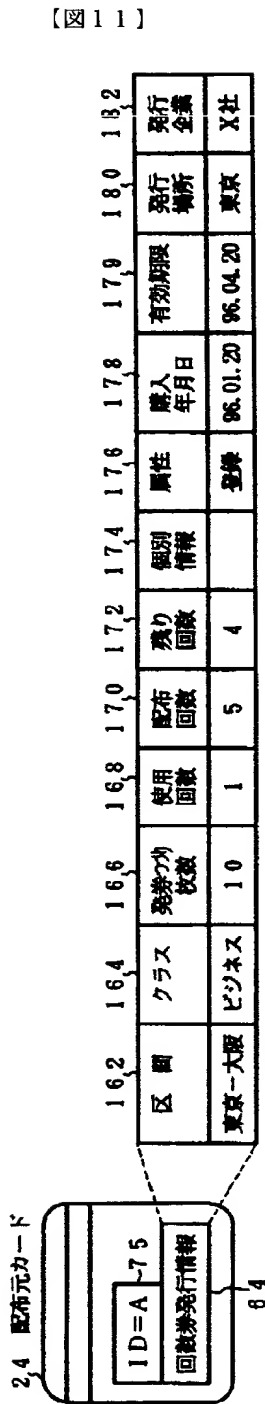 【図11】
24 配布元カード
ID=A
75
回数券発行情報
64
162 164 166 168 170 172 174 176 178 179 180 182
区間 クラス 発券つづり枚数 使用回数 配布回数 残り回数 個別情報 属性 購入年月日 有効期限 発行場所 発行企業
東京-大阪 ビジネス 10 1 5 4 登録 96.01.20 96.04.20 東京 X社